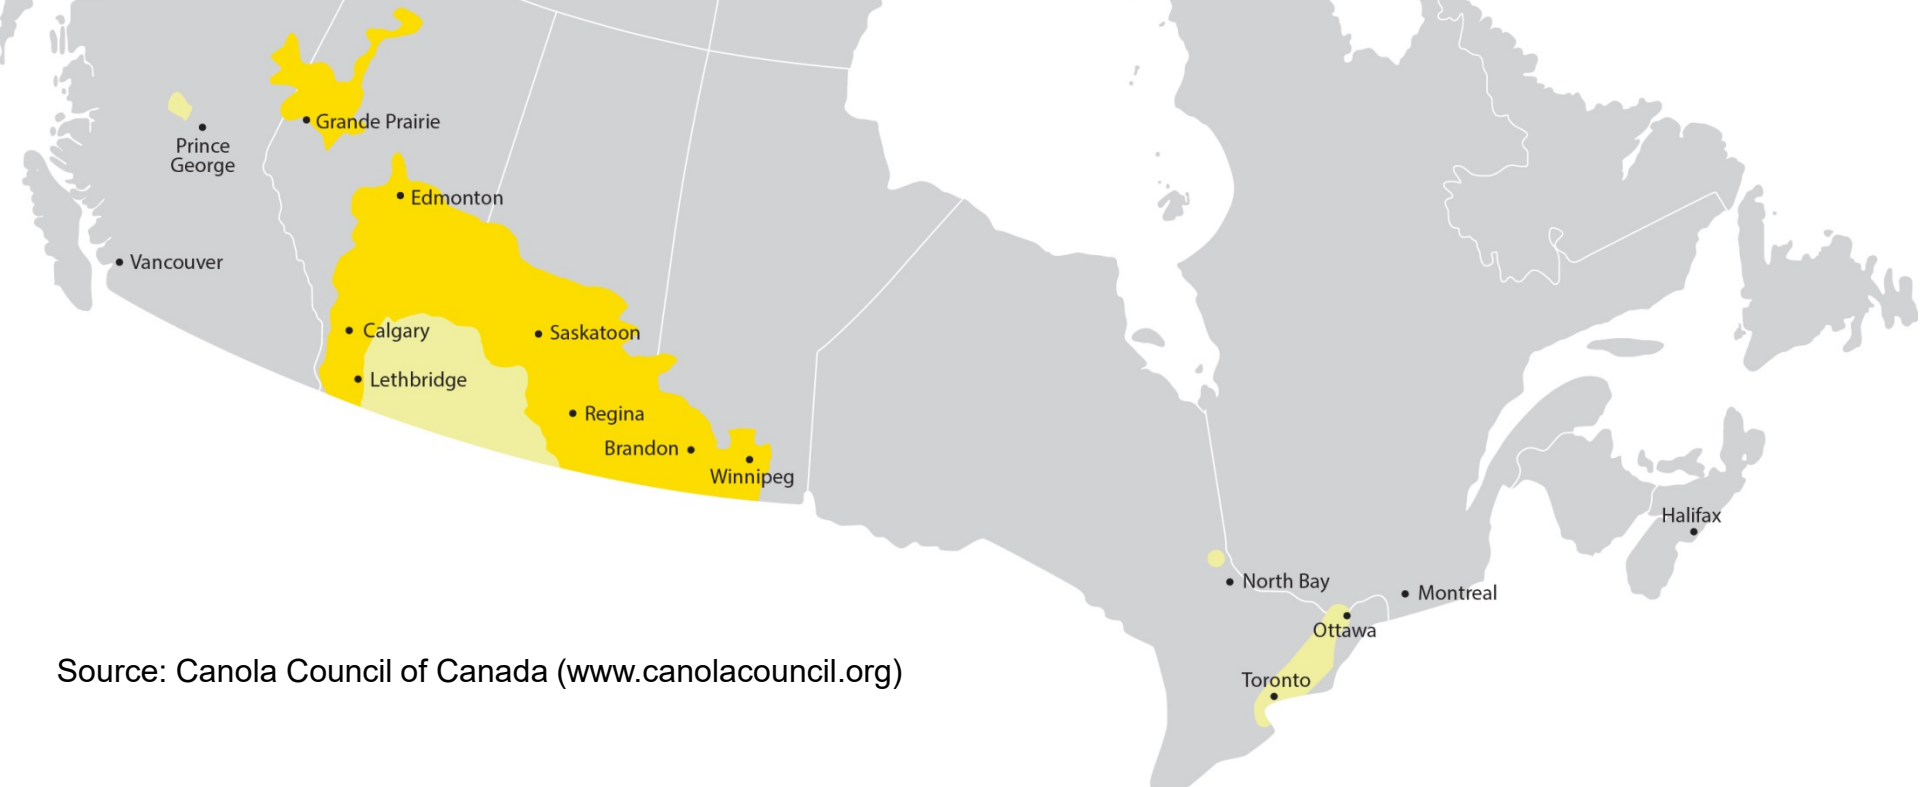 Grande Prairie
Prince
George
Edmonton
Vancouver
Calgary
Saskatoon
Lethbridge
Regina
Brandon
Winnipeg
Halifax
North Bay
Montreal
Ottawa
Toronto
Source: Canola Council of Canada (www.canolacouncil.org)